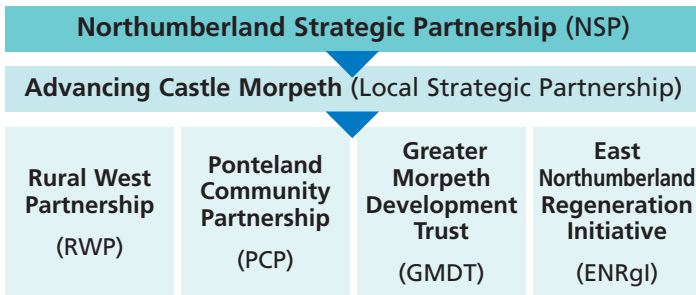 Northumberland Strategic Partnership (NSP)
Advancing Castle Morpeth (Local Strategic Partnership)
Rural West
Partnership
(RWP)
Ponteland
Community
Partnership
(PCP)
Greater
Morpeth
Development
Trust
(GMDT)
East
Northumberland
Regeneration
Initiative
(ENRgI)